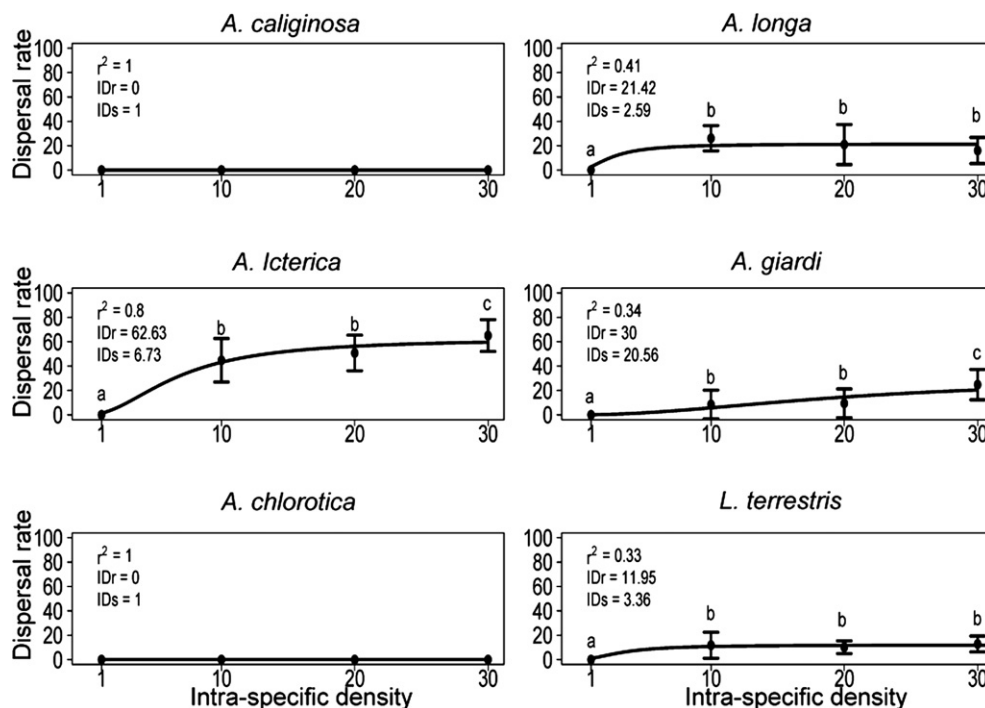 A. caliginosa
Dispersal rate
100
80
60
40
20
0
r² = 1
IDr = 0
IDs = 1
1 10 20 30
A. longa
100
80
60
40
20
0
r² = 0.41
IDr = 21.42
IDs = 2.59
a b b b
1 10 20 30
A. Icterica
Dispersal rate
100
80
60
40
20
0
r² = 0.8
IDr = 62.63
IDs = 6.73
a b b c
1 10 20 30
A. giardi
100
80
60
40
20
0
r² = 0.34
IDr = 30
IDs = 20.56
a b b c
1 10 20 30
A. chlorotica
Dispersal rate
100
80
60
40
20
0
r² = 1
IDr = 0
IDs = 1
1 10 20 30
Intra-specific density
L. terrestris
100
80
60
40
20
0
r² = 0.33
IDr = 11.95
IDs = 3.36
a b b b
1 10 20 30
Intra-specific density